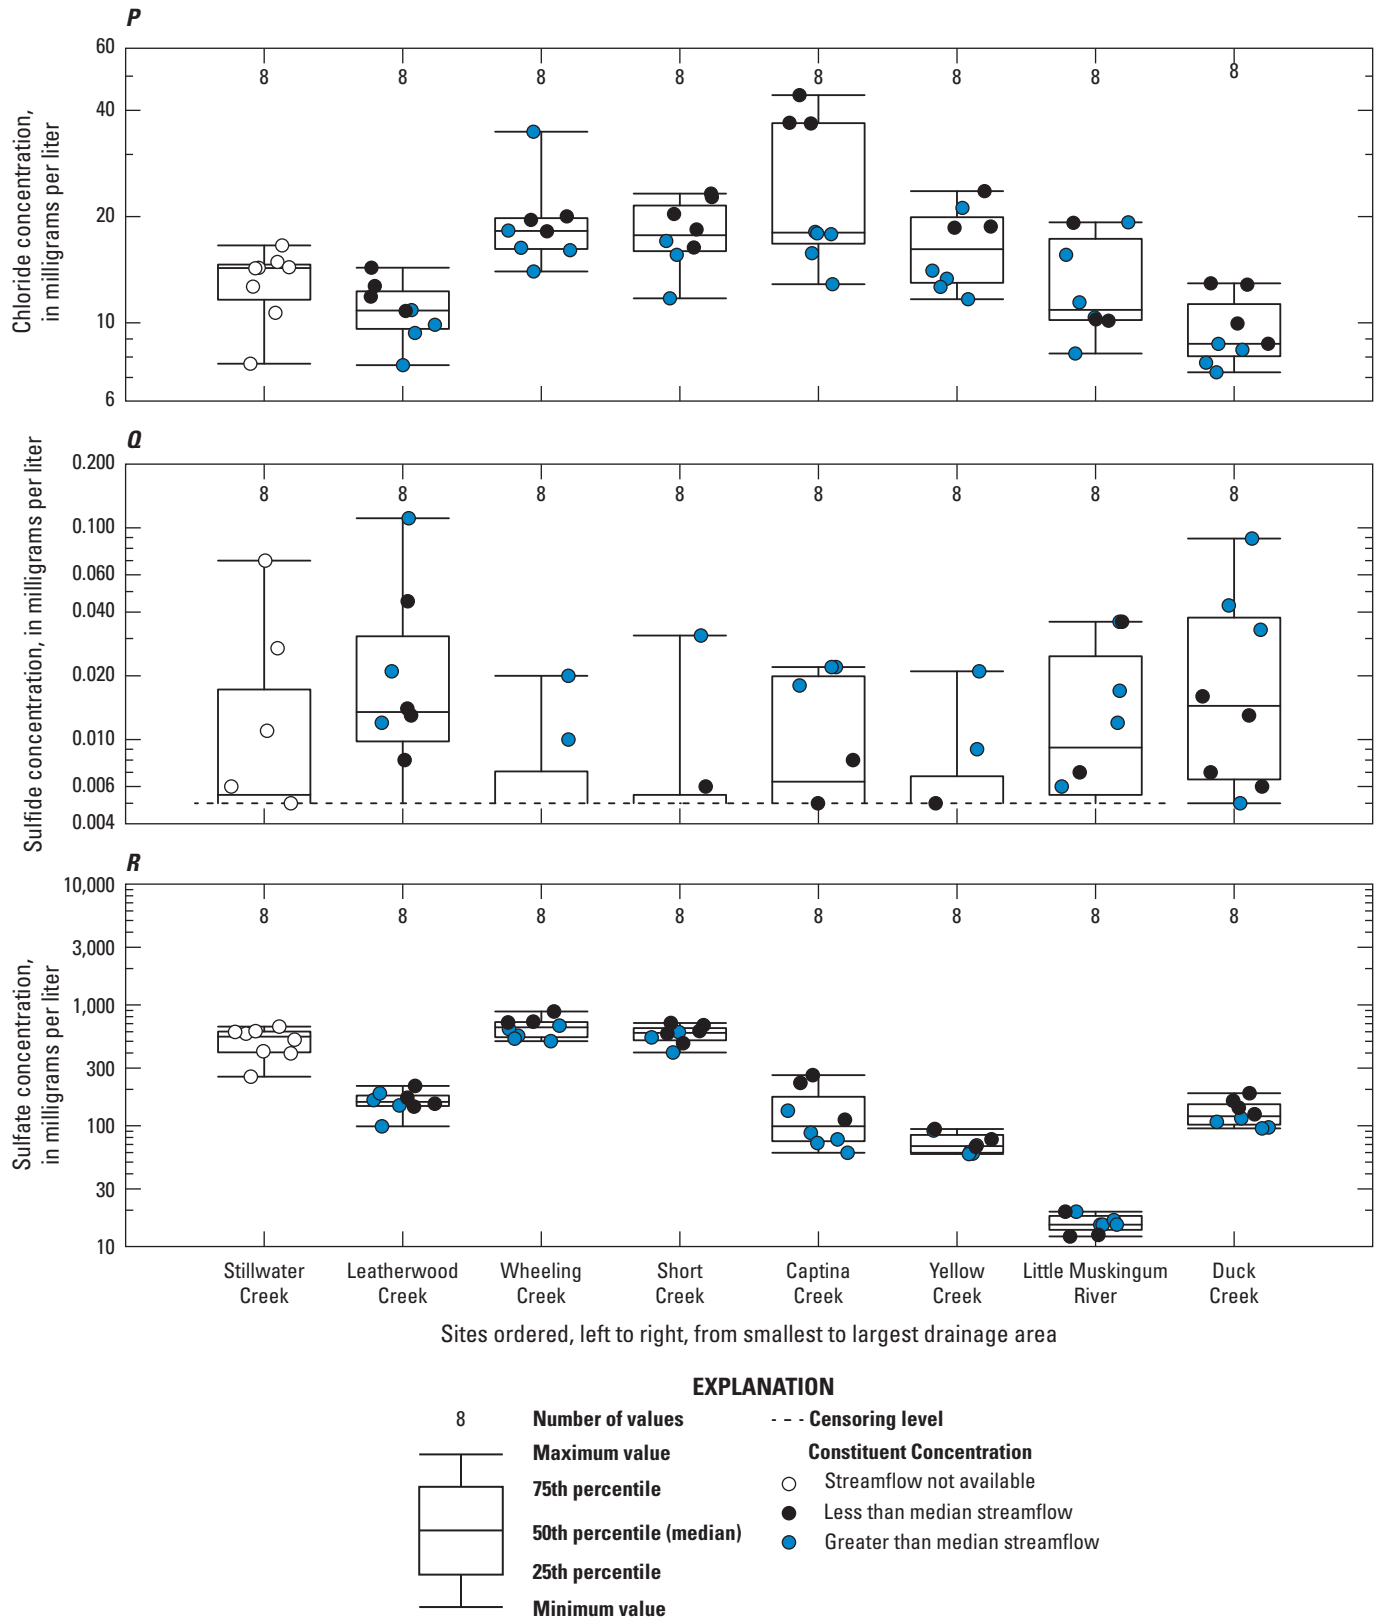 P
Chloride concentration,
in milligrams per liter
60
40
20
10
6
8 8 8 8 8 8 8 8
Q
Sulfide concentration, in milligrams per liter
0.200
0.100
0.060
0.040
0.020
0.010
0.006
0.004
8 8 8 8 8 8 8 8
R
Sulfate concentration,
in milligrams per liter
10,000
3,000
1,000
300
100
30
10
8 8 8 8 8 8 8 8
Stillwater
Creek
Leatherwood
Creek
Wheeling
Creek
Short
Creek
Captina
Creek
Yellow
Creek
Little Muskingum
River
Duck
Creek
Sites ordered, left to right, from smallest to largest drainage area
EXPLANATION
8 Number of values
Maximum value
75th percentile
50th percentile (median)
25th percentile
Minimum value
- - - Censoring level
Constituent Concentration
Streamflow not available
Less than median streamflow
Greater than median streamflow